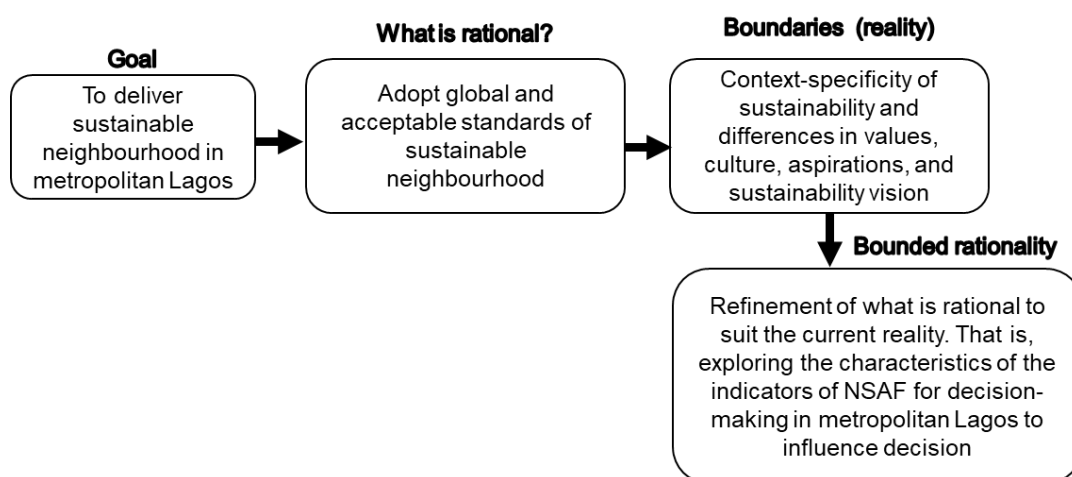 Goal
To deliver
sustainable
neighbourhood in
metropolitan Lagos
What is rational?
Adopt global and
acceptable standards of
sustainable
neighbourhood
Boundaries (reality)
Context-specificity of
sustainability and
differences in values,
culture, aspirations, and
sustainability vision
Bounded rationality
Refinement of what is rational to
suit the current reality. That is,
exploring the characteristics of the
indicators of NSAF for decision-
making in metropolitan Lagos to
influence decision